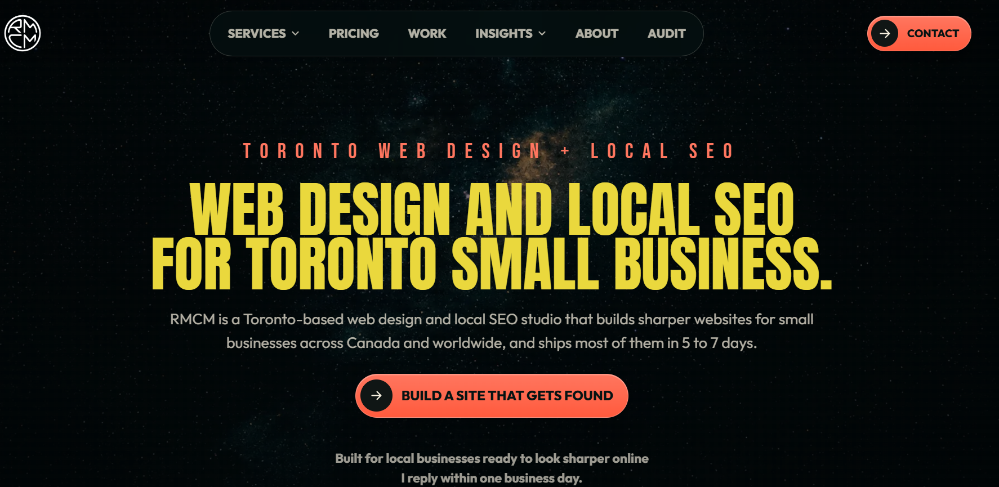 RM
CM
SERVICES
PRICING
WORK
INSIGHTS
ABOUT
AUDIT
CONTACT
TORONTO WEB DESIGN + LOCAL SEO
WEB DESIGN AND LOCAL SEO
FOR TORONTO SMALL BUSINESS.
RMCM is a Toronto-based web design and local SEO studio that builds sharper websites for small
businesses across Canada and worldwide, and ships most of them in 5 to 7 days.
BUILD A SITE THAT GETS FOUND
Built for local businesses ready to look sharper online
I reply within one business day.